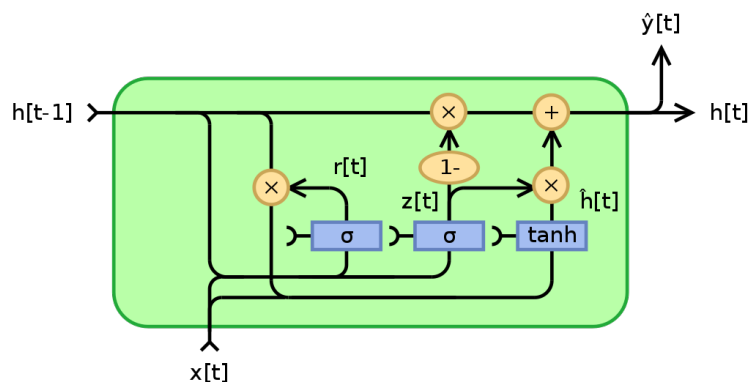 ŷ[t]
h[t-1]
×
+
h[t]
1-
r[t]
×
×
z[t]
ĥ[t]
σ
σ
tanh
x[t]